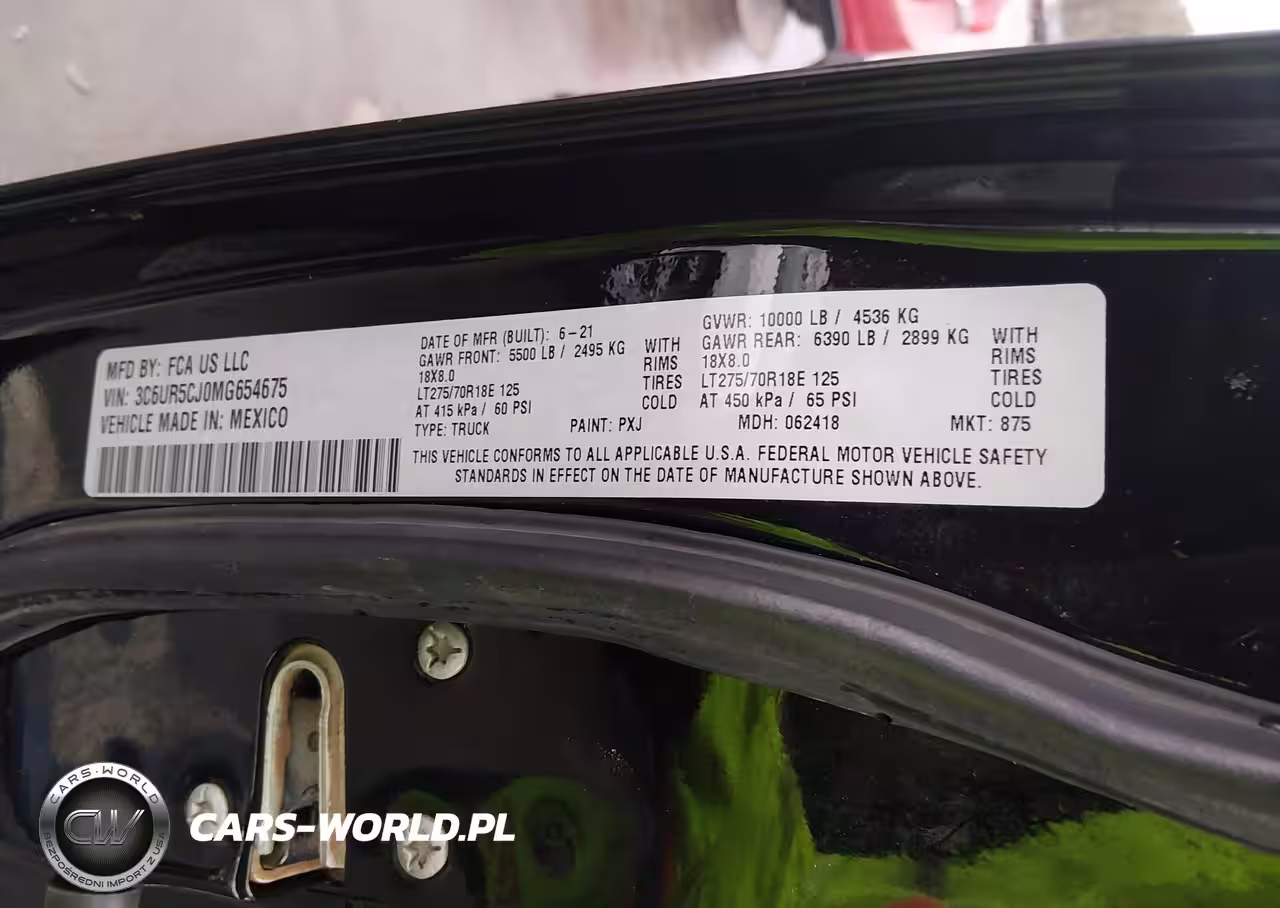 MFD BY: FCA US LLC
VIN: 3C6UR5CJ0MG654675
VEHICLE MADE IN: MEXICO
DATE OF MFR (BUILT): 6-21
GAWR FRONT: 5500 LB / 2495 KG WITH
18X8.0 RIMS
LT275/70R18E 125 TIRES
AT 415 kPa / 60 PSI COLD
GVWR: 10000 LB / 4536 KG
GAWR REAR: 6390 LB / 2899 KG WITH
18X8.0 RIMS
LT275/70R18E 125 TIRES
AT 450 kPa / 65 PSI COLD
TYPE: TRUCK PAINT: PXJ MDH: 062418 MKT: 875
THIS VEHICLE CONFORMS TO ALL APPLICABLE U.S.A. FEDERAL MOTOR VEHICLE SAFETY
STANDARDS IN EFFECT ON THE DATE OF MANUFACTURE SHOWN ABOVE.
CARS-WORLD
CW
BEZPOŚREDNI IMPORT Z USA
CARS-WORLD.PL